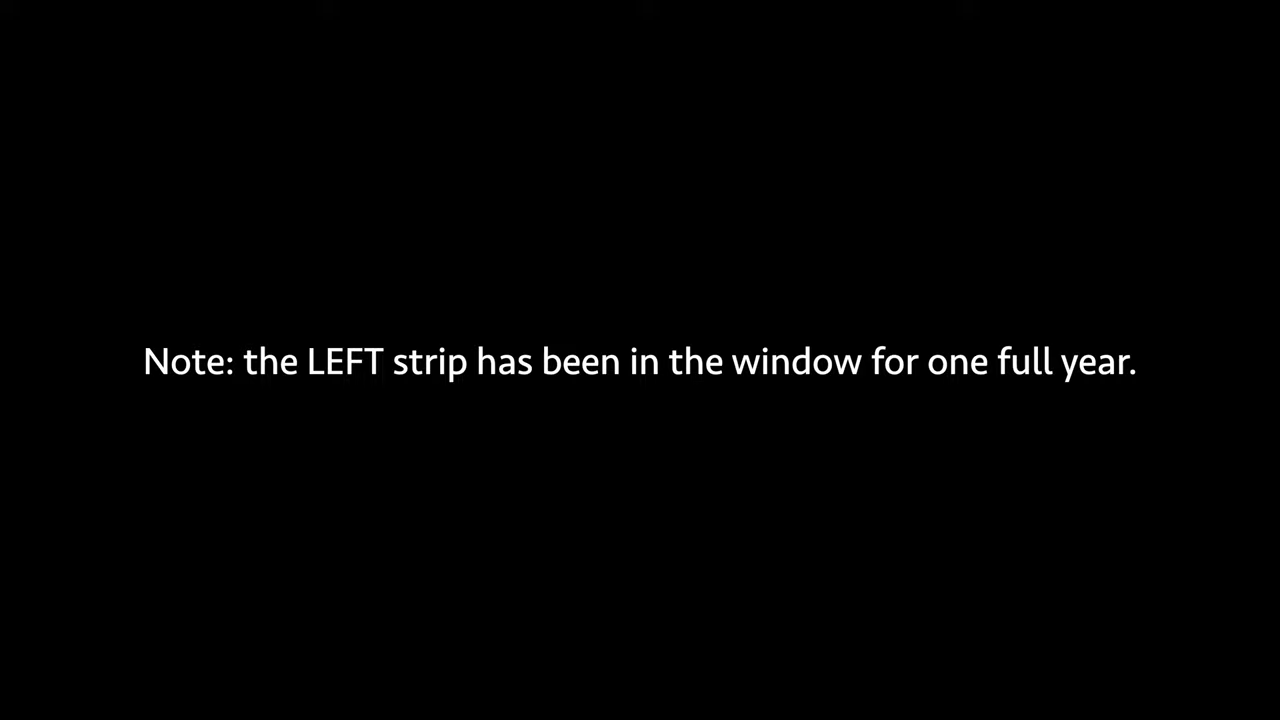 Note: the LEFT strip has been in the window for one full year.